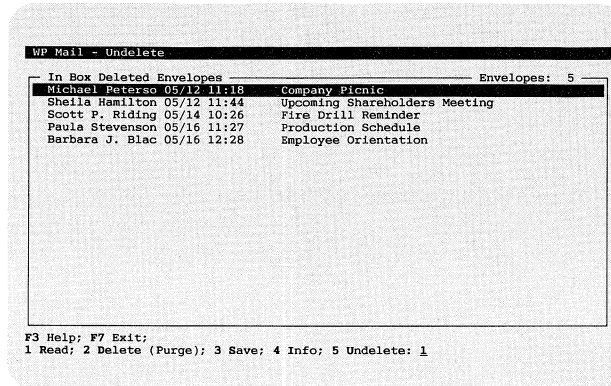 WP Mail - Undelete
In Box Deleted Envelopes Envelopes: 5
Michael Peterso 05/12 11:18 Company Picnic
Sheila Hamilton 05/12 11:44 Upcoming Shareholders Meeting
Scott P. Riding 05/14 10:26 Fire Drill Reminder
Paula Stevenson 05/16 11:27 Production Schedule
Barbara J. Blac 05/16 12:28 Employee Orientation
F3 Help; F7 Exit;
1 Read; 2 Delete (Purge); 3 Save; 4 Info; 5 Undelete: 1